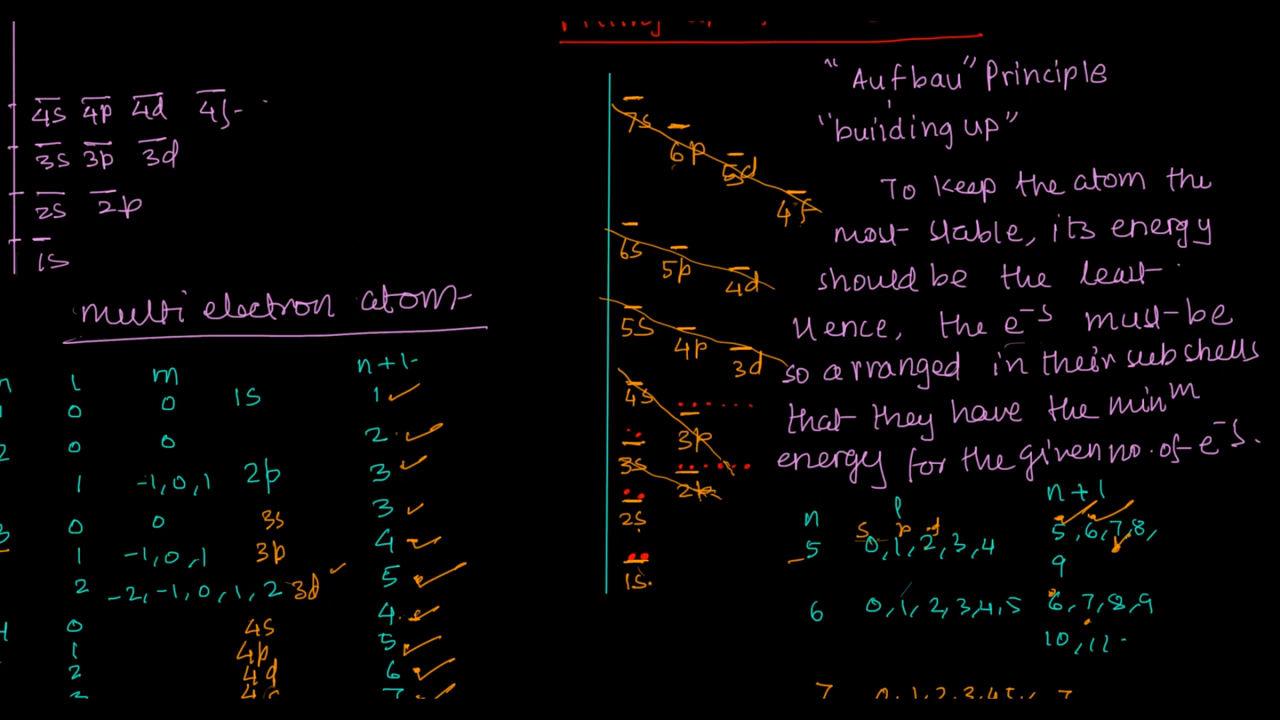 4s 4p 4d 4f
3s 3p 3d
2s 2p
1s
multi electron atom
l m n+l
0 0 1s 1
2 0 0 2
1 -1,0,1 2p 3
3 0 0 3s 3
1 -1,0,1 3p 4
2 -2,-1,0,1,2 3d 5
4 0 4s 4
1 4p 5
2 4d 6
7
7s
6p
5d
4f
6s
5p
4d
5s
4p
3d
4s
3p
3s
2p
2s
1s
"Aufbau" Principle
"building up"
To keep the atom the
most stable, its energy
should be the least
Hence, the e⁻s must be
so arranged in their subshells
that they have the minᵐ
energy for the given no. of e⁻s.
n l n+l
s p d
5 0,1,2,3,4 5,6,7,8,
9
6 0,1,2,3,4,5 6,7,8,9
10,11
7